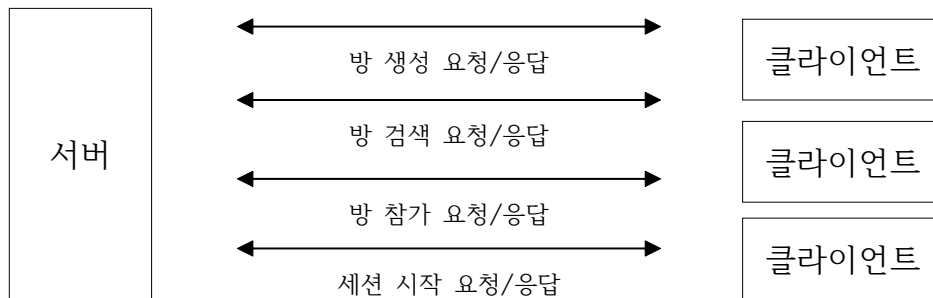 서버
방 생성 요청/응답
방 검색 요청/응답
방 참가 요청/응답
세션 시작 요청/응답
클라이언트
클라이언트
클라이언트